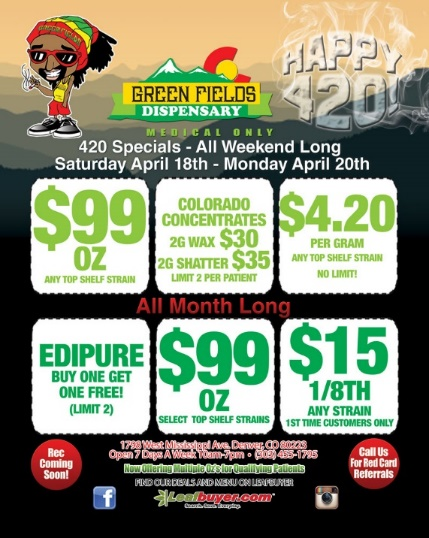 HAPPY
420!
GREEN FIELDS
DISPENSARY
MEDICAL ONLY
420 Specials - All Weekend Long
Saturday April 18th - Monday April 20th
$99
OZ
ANY TOP SHELF STRAIN
COLORADO
CONCENTRATES
2G WAX $30
2G SHATTER $35
LIMIT 2 PER PATIENT
$4.20
PER GRAM
ANY TOP SHELF STRAIN
NO LIMIT!
All Month Long
EDIPURE
BUY ONE GET
ONE FREE!
(LIMIT 2)
$99
OZ
SELECT TOP SHELF STRAINS
$15
1/8TH
ANY STRAIN
1ST TIME CUSTOMERS ONLY
Rec
Coming
Soon!
1798 West Mississippi Ave. Denver, CO 80223
Open 7 Days A Week 10am-7pm • (303) 455-1795
Now Offering Multiple OZ's for Qualifying Patients
FIND OUR DEALS AND MENU ON LEAFBUYER
Leafbuyer.com
Search. Save. Everyday.
Call Us
For Red Card
Referrals
f